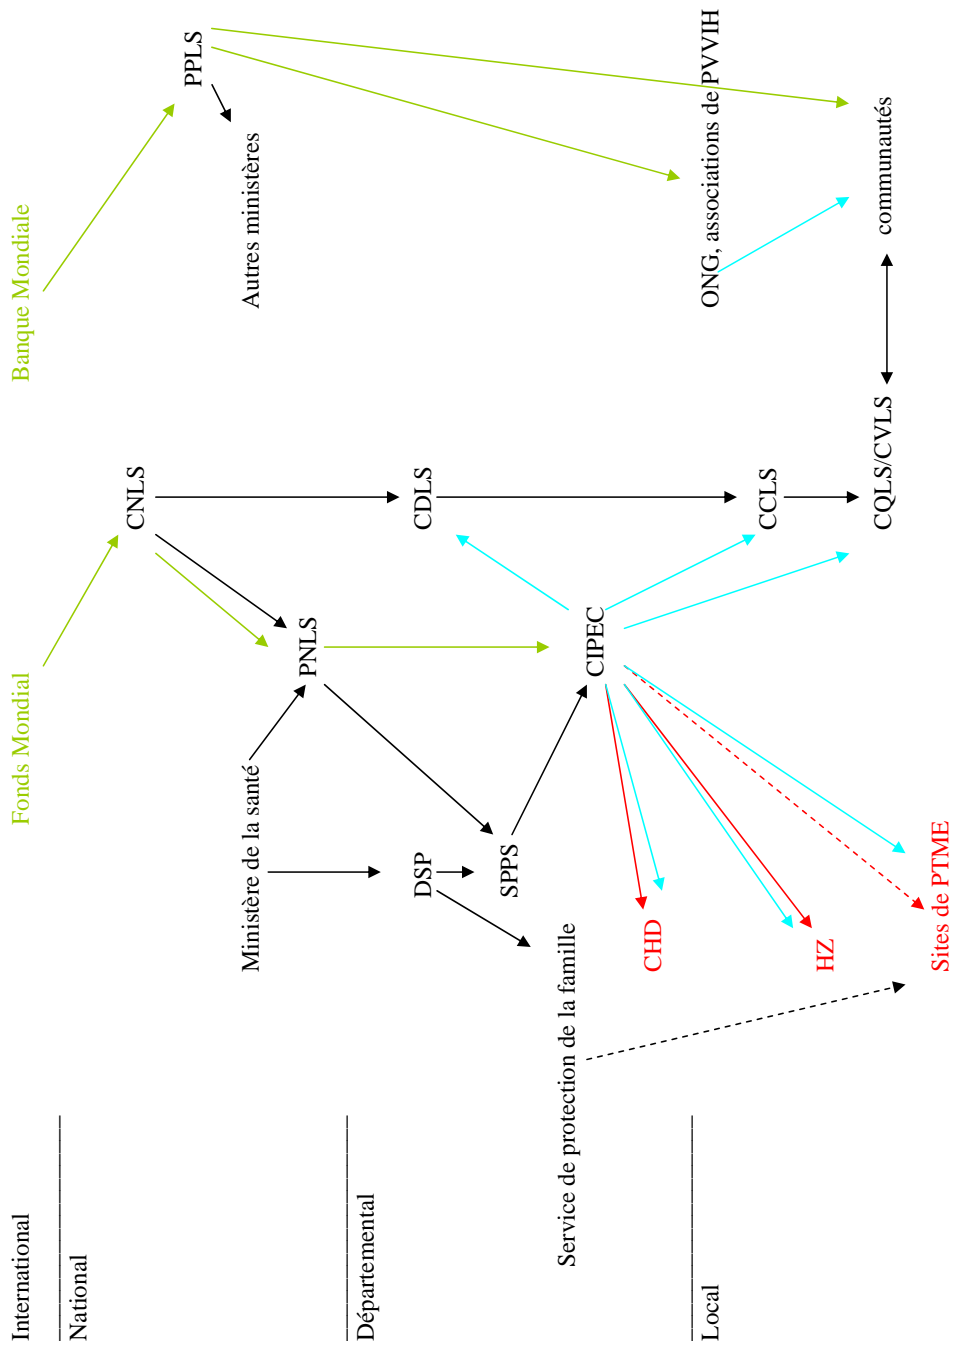 International
Fonds Mondial
Banque Mondiale
National
CNLS
PPLS
Ministère de la santé
Autres ministères
PNLS
Départemental
DSP
CDLS
SPPS
Service de protection de la famille
CIPEC
CHD
Local
ONG, associations de PVVIH
CCLS
HZ
CQLS/CVLS
communautés
Sites de PTME